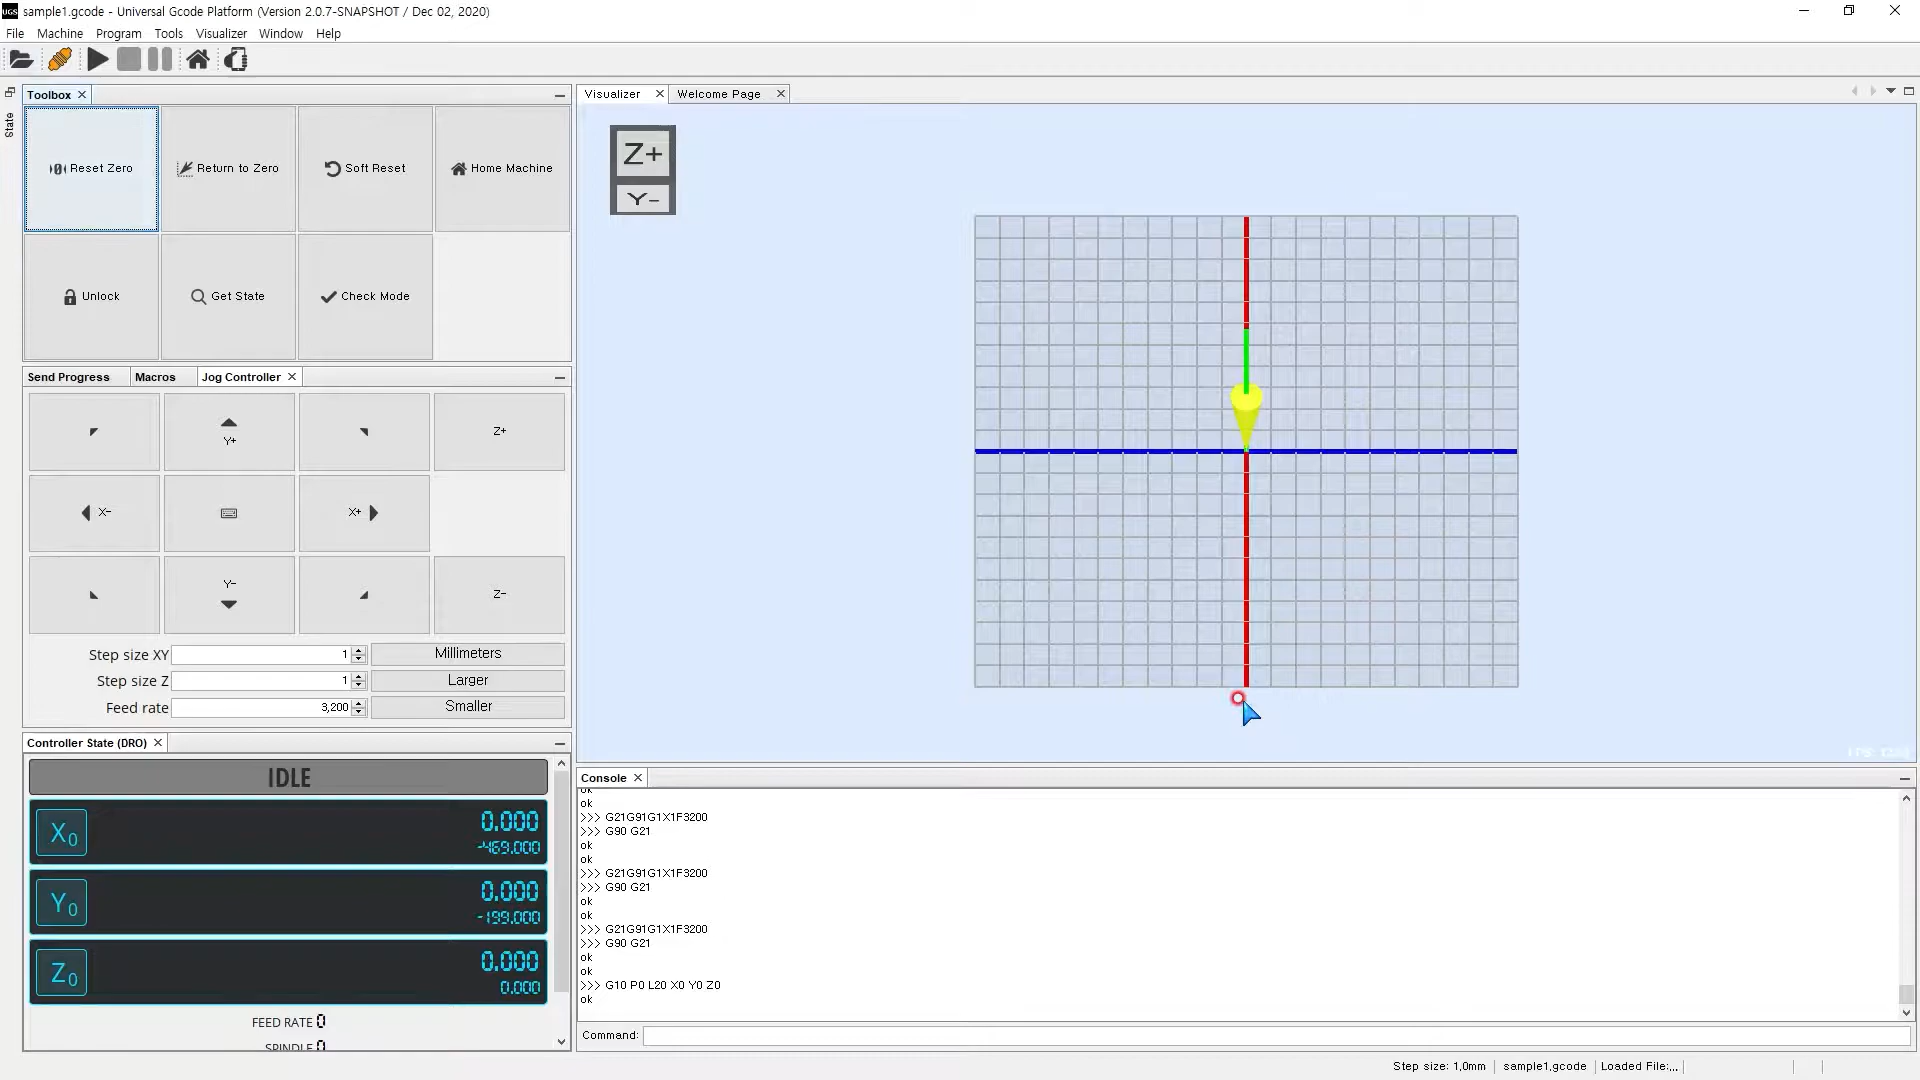 UGS sample1.gcode - Universal Gcode Platform (Version 2.0.7-SNAPSHOT / Dec 02, 2020)
File Machine Program Tools Visualizer Window Help
State
Toolbox
Reset Zero
Return to Zero
Soft Reset
Home Machine
Unlock
Get State
Check Mode
Send Progress
Macros
Jog Controller
Y+
Z+
X-
X+
Y-
Z-
Step size XY 1 Millimeters
Step size Z 1 Larger
Feed rate 3,200 Smaller
Controller State (DRO)
IDLE
X0 0.000
-469.000
Y0 0.000
-199.000
Z0 0.000
0.000
FEED RATE 0
SPINDLE 0
Visualizer
Welcome Page
Z+
Y-
Console
ok
ok
>>> G21G91G1X1F3200
>>> G90 G21
ok
ok
>>> G21G91G1X1F3200
>>> G90 G21
ok
ok
>>> G21G91G1X1F3200
>>> G90 G21
ok
ok
>>> G10 P0 L20 X0 Y0 Z0
ok
Command:
Step size: 1,0mm
sample1,gcode
Loaded File:,,,